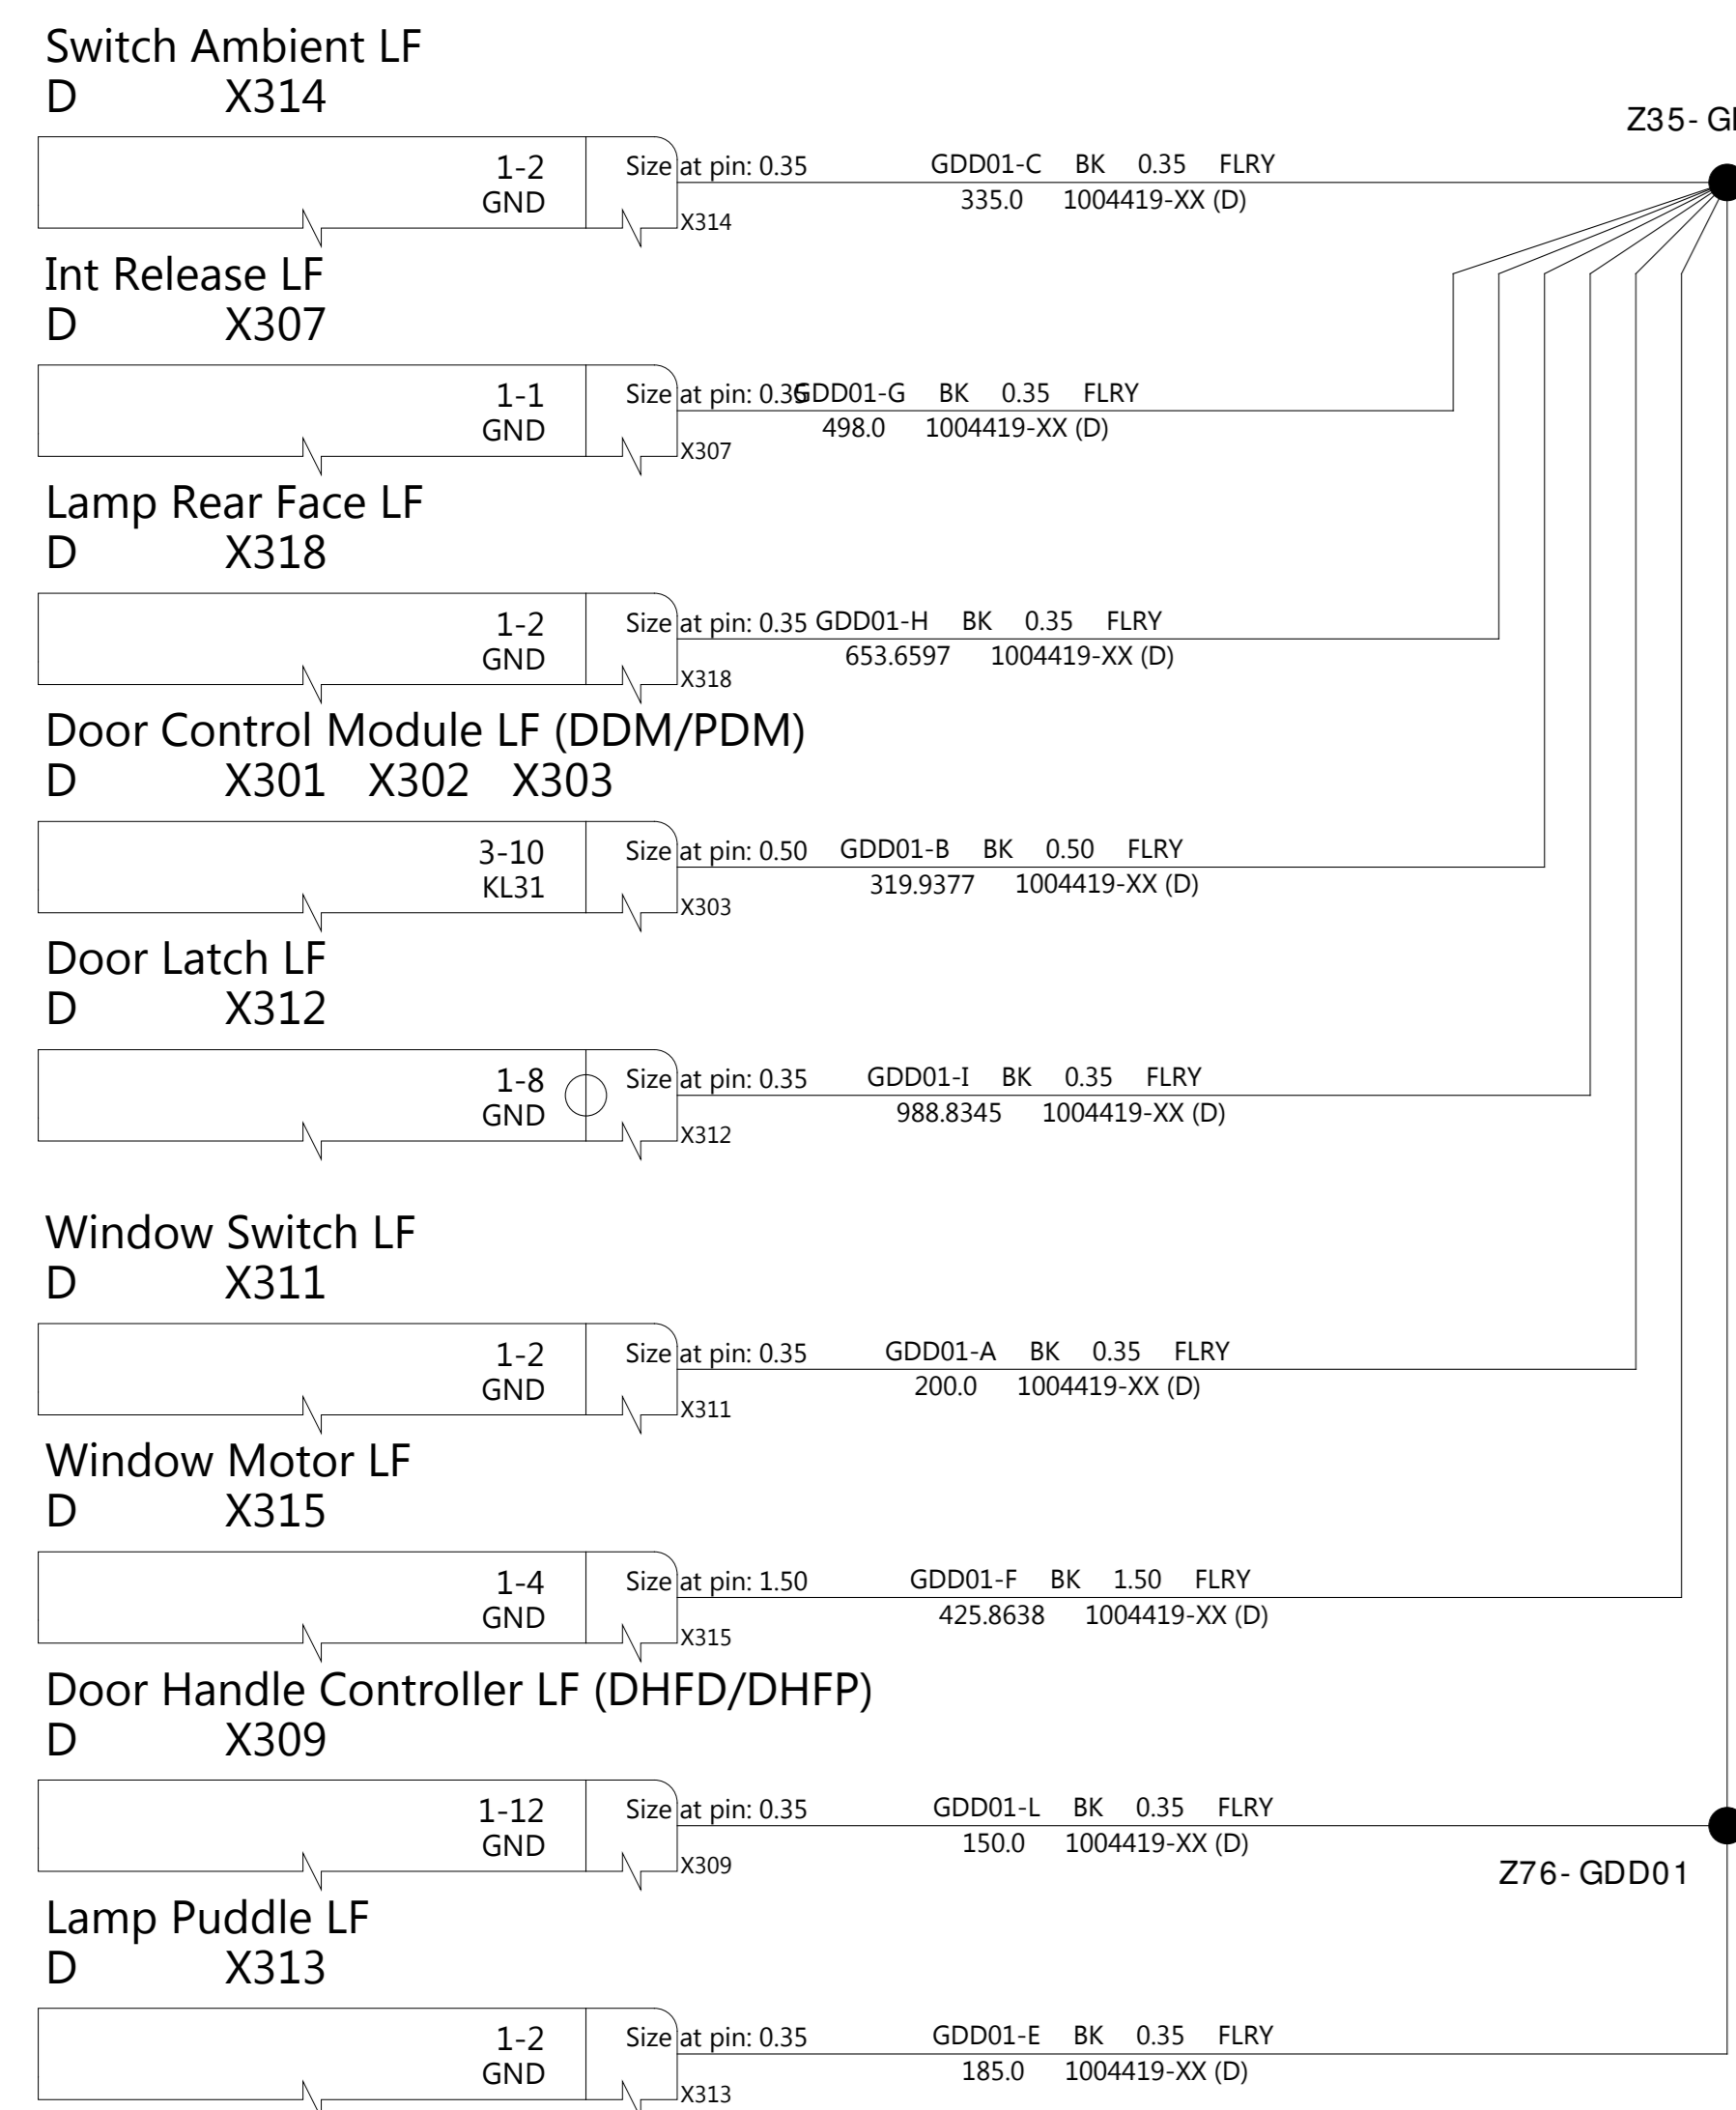 Switch Ambient LF
D X314
Z35- G
1-2 Size at pin: 0.35 GDD01-C BK 0.35 FLRY
GND 335.0 1004419-XX (D)
X314
Int Release LF
D X307
1-1 Size at pin: 0.35 GDD01-G BK 0.35 FLRY
GND 498.0 1004419-XX (D)
X307
Lamp Rear Face LF
D X318
1-2 Size at pin: 0.35 GDD01-H BK 0.35 FLRY
GND 653.6597 1004419-XX (D)
X318
Door Control Module LF (DDM/PDM)
D X301 X302 X303
3-10 Size at pin: 0.50 GDD01-B BK 0.50 FLRY
KL31 319.9377 1004419-XX (D)
X303
Door Latch LF
D X312
1-8 Size at pin: 0.35 GDD01-I BK 0.35 FLRY
GND 988.8345 1004419-XX (D)
X312
Window Switch LF
D X311
1-2 Size at pin: 0.35 GDD01-A BK 0.35 FLRY
GND 200.0 1004419-XX (D)
X311
Window Motor LF
D X315
1-4 Size at pin: 1.50 GDD01-F BK 1.50 FLRY
GND 425.8638 1004419-XX (D)
X315
Door Handle Controller LF (DHFD/DHFP)
D X309
1-12 Size at pin: 0.35 GDD01-L BK 0.35 FLRY
GND 150.0 1004419-XX (D)
X309
Z76- GDD01
Lamp Puddle LF
D X313
1-2 Size at pin: 0.35 GDD01-E BK 0.35 FLRY
GND 185.0 1004419-XX (D)
X313